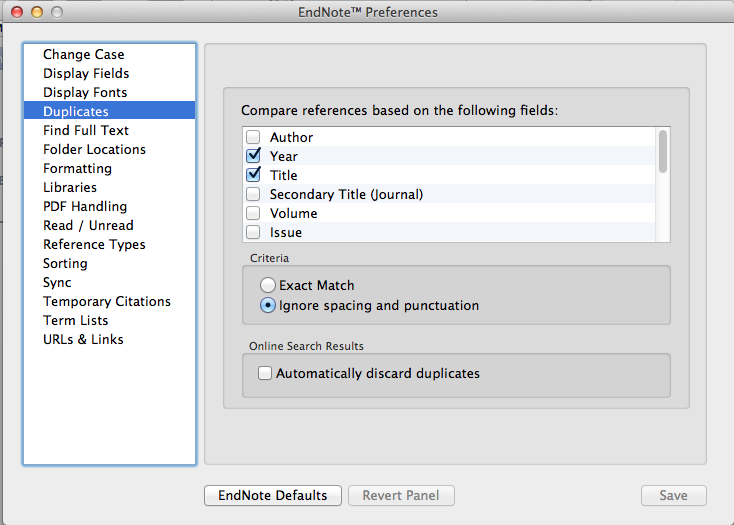 EndNote™ Preferences
Change Case
Display Fields
Display Fonts
Duplicates
Find Full Text
Folder Locations
Formatting
Libraries
PDF Handling
Read / Unread
Reference Types
Sorting
Sync
Temporary Citations
Term Lists
URLs & Links
Compare references based on the following fields:
Author
Year
Title
Secondary Title (Journal)
Volume
Issue
Criteria
Exact Match
Ignore spacing and punctuation
Online Search Results
Automatically discard duplicates
EndNote Defaults
Revert Panel
Save